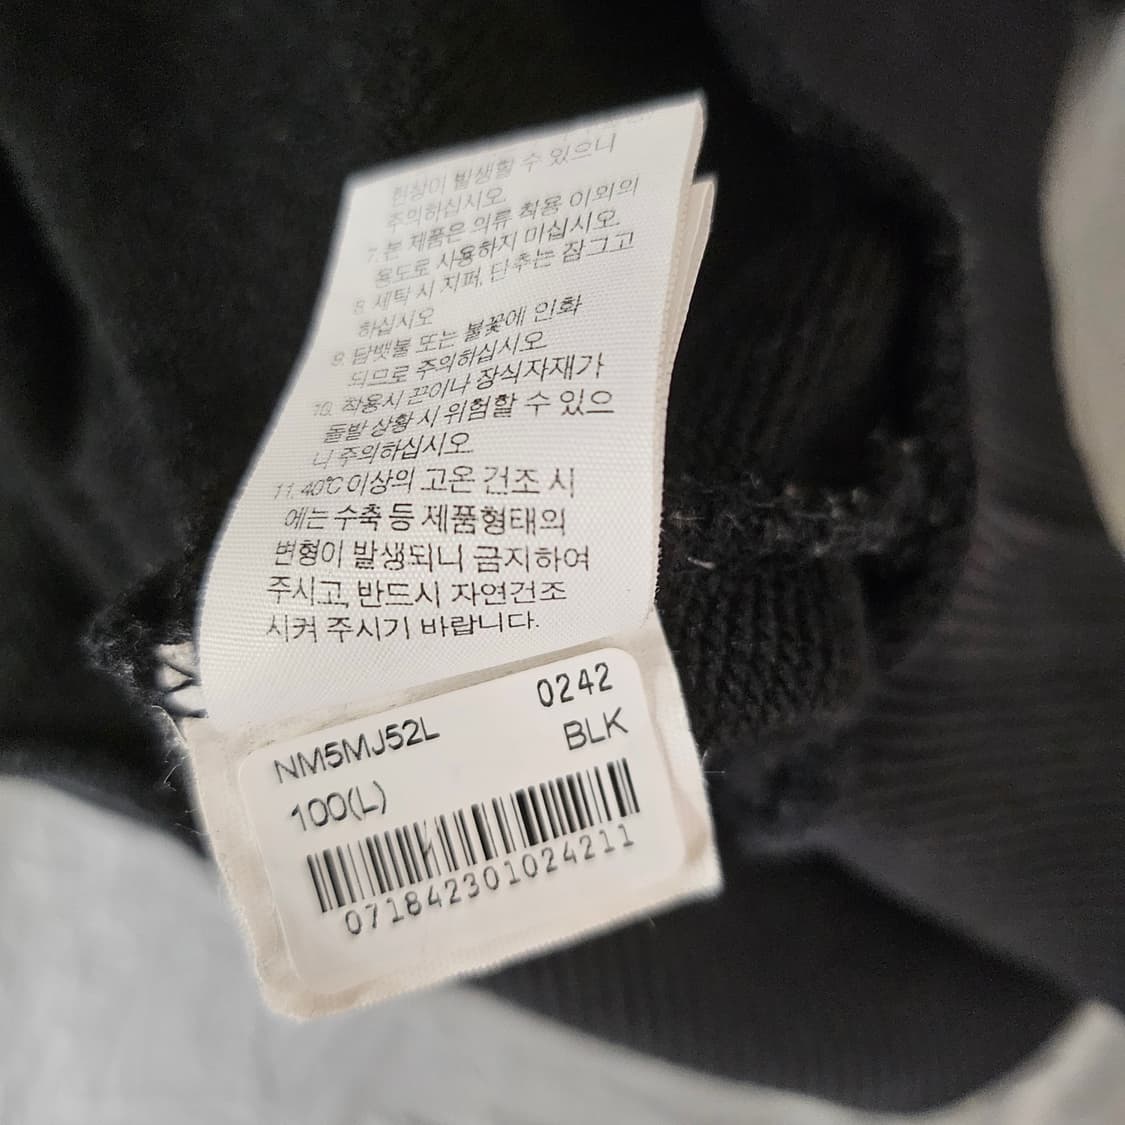 현상이 발생할 수 있으니
주의하십시오.
7. 본 제품은 의류 착용 이외의
용도로 사용하지 마십시오.
8. 세탁 시 지퍼, 단추는 잠그고
하십시오
9. 담뱃불 또는 불꽃에 인화
되므로 주의하십시오.
10. 착용시 끈이나 장식자재가
돌발 상황 시 위험할 수 있으
니 주의하십시오.
11. 40℃ 이상의 고온 건조 시
에는 수축 등 제품형태의
변형이 발생되니 금지하여
주시고, 반드시 자연건조
시켜 주시기 바랍니다.
0242
NM5MJ52L BLK
100(L)
071842301024211